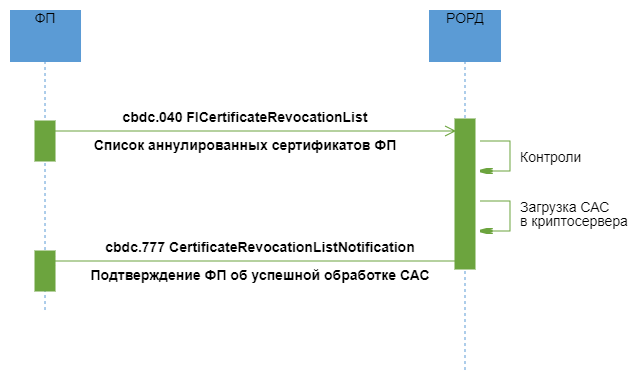 ФП
РОРД
cbdc.040 FICertificateRevocationList
Список аннулированных сертификатов ФП
Контроли
Загрузка САС
в криптосервера
cbdc.777 CertificateRevocationListNotification
Подтверждение ФП об успешной обработке САС